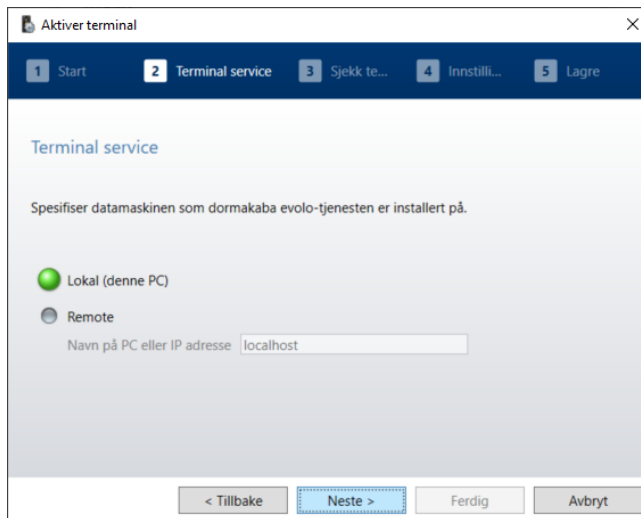 Aktiver terminal
1 Start 2 Terminal service 3 Sjekk te... 4 Innstilli... 5 Lagre
Terminal service
Spesifiser datamaskinen som dormakaba evolo-tjenesten er installert på.
Lokal (denne PC)
Remote
Navn på PC eller IP adresse localhost
< Tillbake Neste > Ferdig Avbryt